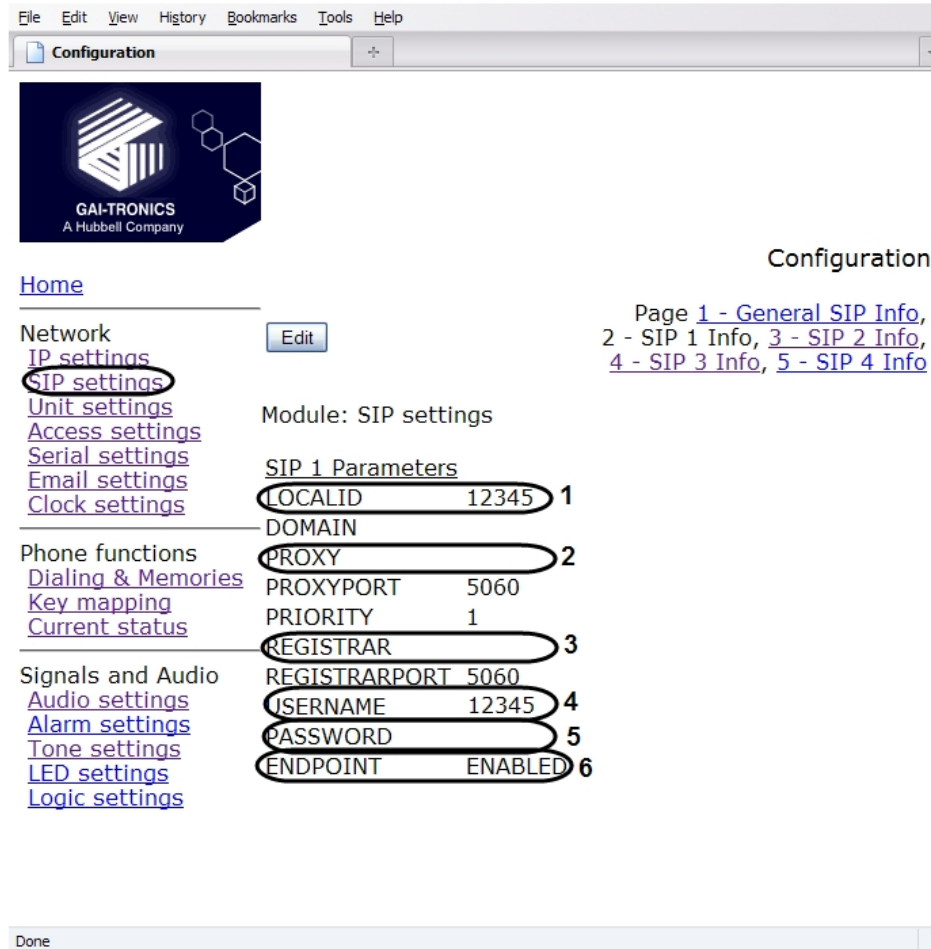 File Edit View History Bookmarks Tools Help
Configuration
GAI-TRONICS
A Hubbell Company
Configuration
Home
Page 1 - General SIP Info,
2 - SIP 1 Info, 3 - SIP 2 Info,
4 - SIP 3 Info, 5 - SIP 4 Info
Edit
Network
IP settings
SIP settings
Unit settings
Access settings
Serial settings
Email settings
Clock settings
Phone functions
Dialing & Memories
Key mapping
Current status
Signals and Audio
Audio settings
Alarm settings
Tone settings
LED settings
Logic settings
Module: SIP settings
SIP 1 Parameters
LOCALID 12345 1
DOMAIN
PROXY 2
PROXYPORT 5060
PRIORITY 1
REGISTRAR 3
REGISTRARPORT 5060
USERNAME 12345 4
PASSWORD 5
ENDPOINT ENABLED 6
Done